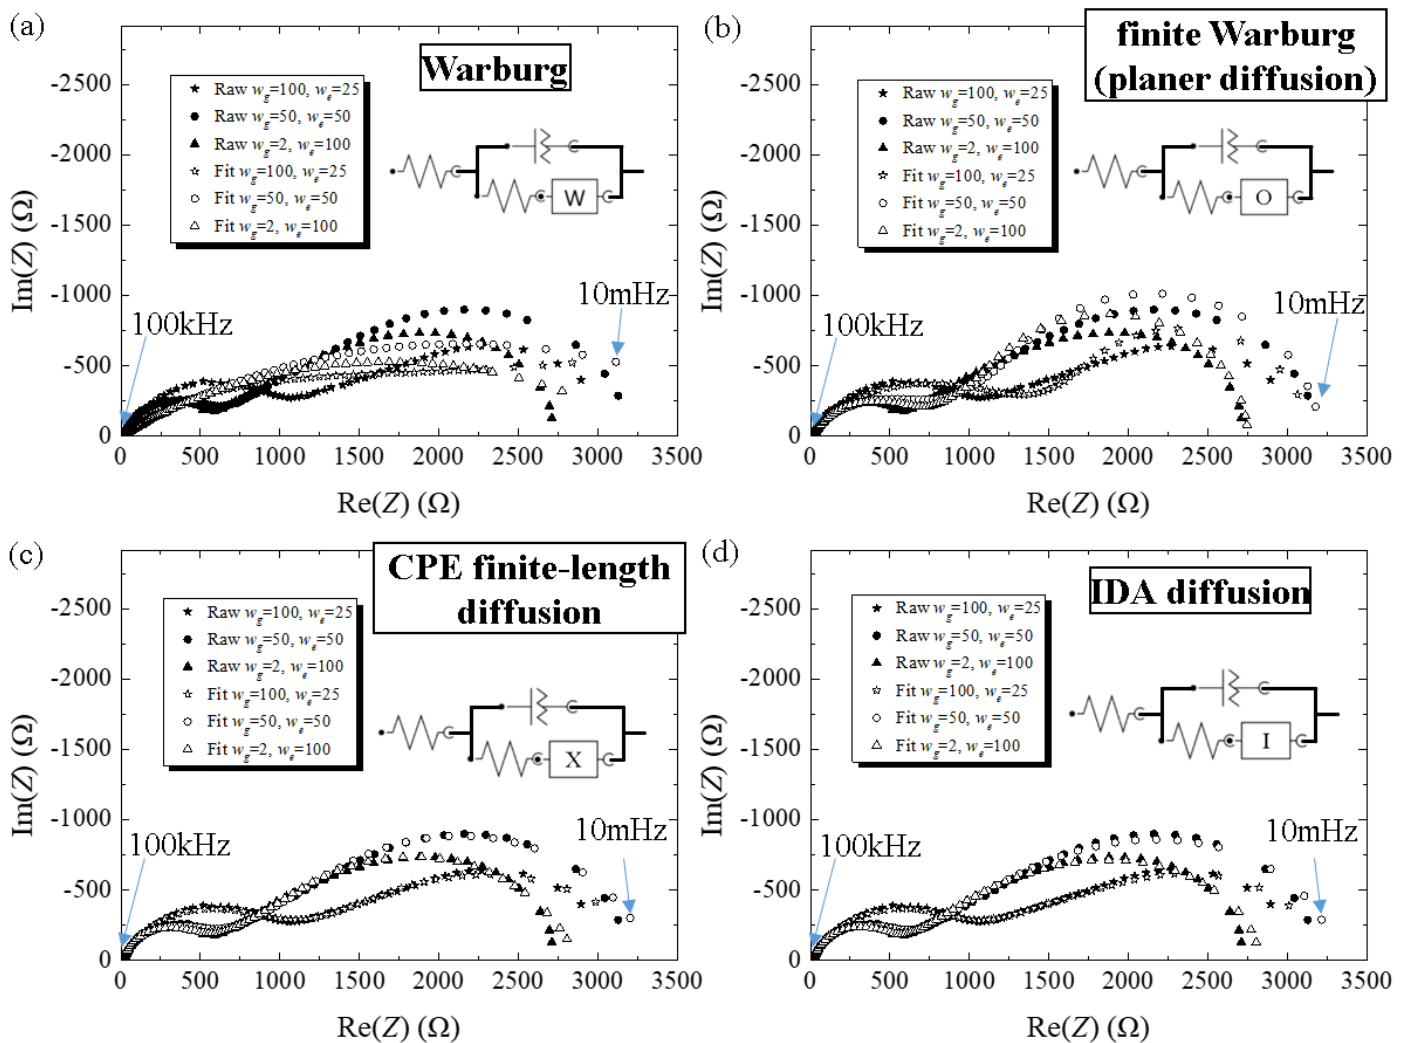 (a)
Warburg
-2500
-2000
-1500
-1000
-500
0
Im(Z) (Ω)
Raw wg=100, we=25
Raw wg=50, we=50
Raw wg=2, we=100
Fit wg=100, we=25
Fit wg=50, we=50
Fit wg=2, we=100
W
100kHz
10mHz
0 500 1000 1500 2000 2500 3000 3500
Re(Z) (Ω)
(b)
finite Warburg
(planer diffusion)
-2500
-2000
-1500
-1000
-500
0
Im(Z) (Ω)
Raw wg=100, we=25
Raw wg=50, we=50
Raw wg=2, we=100
Fit wg=100, we=25
Fit wg=50, we=50
Fit wg=2, we=100
O
100kHz
10mHz
0 500 1000 1500 2000 2500 3000 3500
Re(Z) (Ω)
(c)
CPE finite-length
diffusion
-2500
-2000
-1500
-1000
-500
0
Im(Z) (Ω)
Raw wg=100, we=25
Raw wg=50, we=50
Raw wg=2, we=100
Fit wg=100, we=25
Fit wg=50, we=50
Fit wg=2, we=100
X
100kHz
10mHz
0 500 1000 1500 2000 2500 3000 3500
Re(Z) (Ω)
(d)
IDA diffusion
-2500
-2000
-1500
-1000
-500
0
Im(Z) (Ω)
Raw wg=100, we=25
Raw wg=50, we=50
Raw wg=2, we=100
Fit wg=100, we=25
Fit wg=50, we=50
Fit wg=2, we=100
I
100kHz
10mHz
0 500 1000 1500 2000 2500 3000 3500
Re(Z) (Ω)